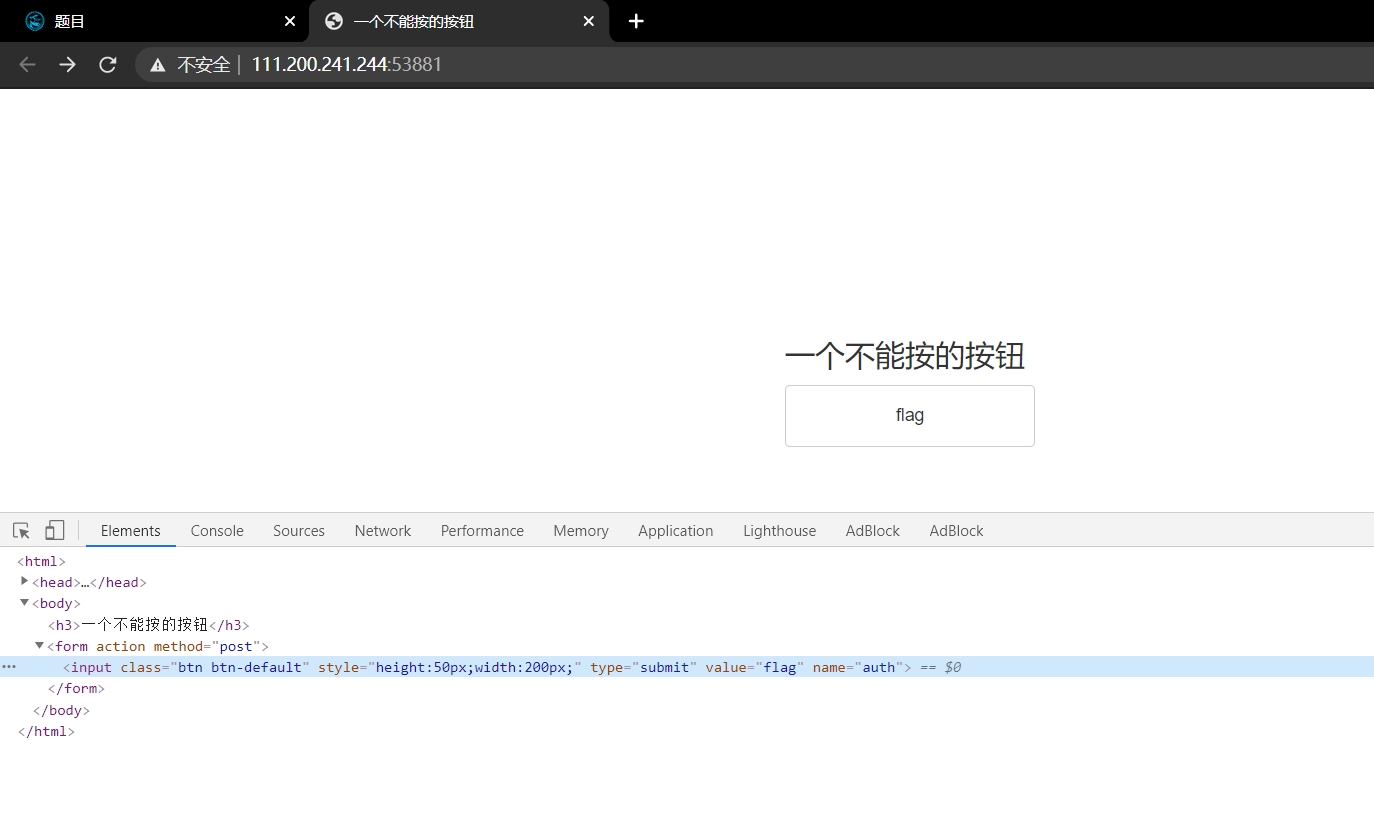 题目
一个不能按的按钮
不安全 | 111.200.241.244:53881
一个不能按的按钮
flag
Elements Console Sources Network Performance Memory Application Lighthouse AdBlock AdBlock
<html>
<head>…</head>
<body>
<h3>一个不能按的按钮</h3>
<form action method="post">
<input class="btn btn-default" style="height:50px;width:200px;" type="submit" value="flag" name="auth"> == $0
</form>
</body>
</html>